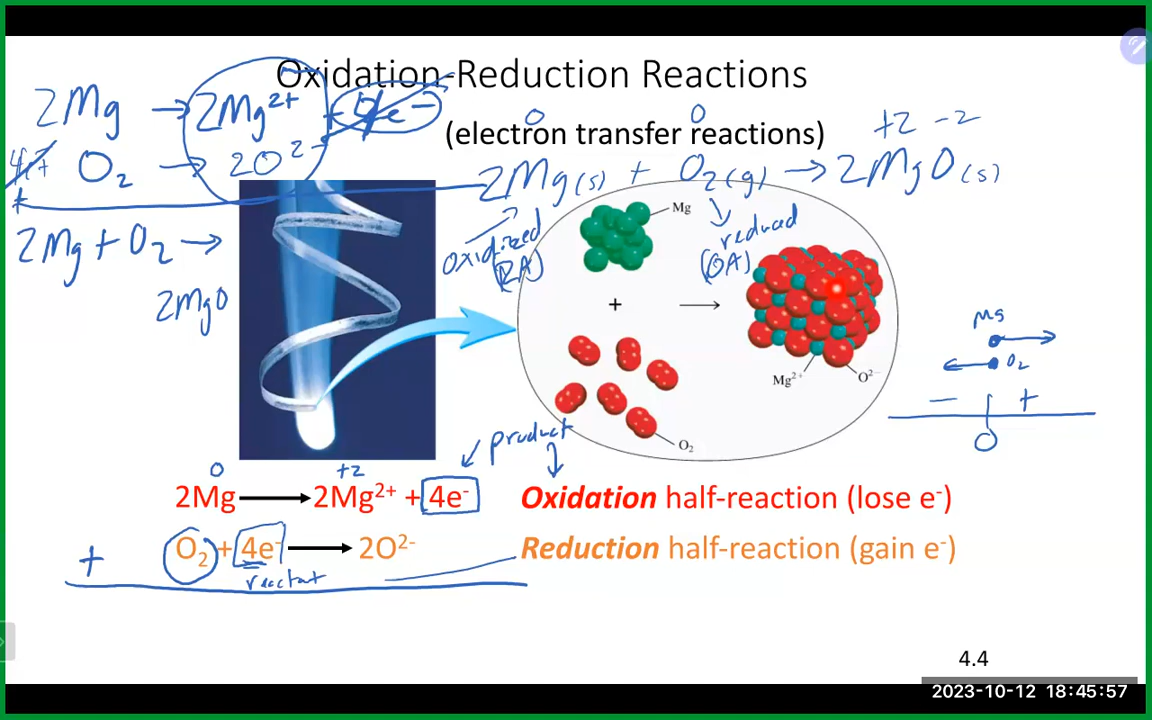 Oxidation-Reduction Reactions
(electron transfer reactions)
2Mg → 2Mg²⁺ + 4e⁻
4e⁻ + O₂ → 2O²⁻
2Mg + O₂ →
2MgO
0 0 +2 -2
2Mg(s) + O₂(g) → 2MgO(s)
oxidized
(RA)
reduced
(OA)
Mg
+
→
O₂
Mg²⁺
O²⁻
Mg
O₂
– +
0
product
0 +2
2Mg → 2Mg²⁺ + 4e⁻ Oxidation half-reaction (lose e⁻)
+ O₂ + 4e⁻ → 2O²⁻ Reduction half-reaction (gain e⁻)
reactant
4.4
2023-10-12 18:45:57